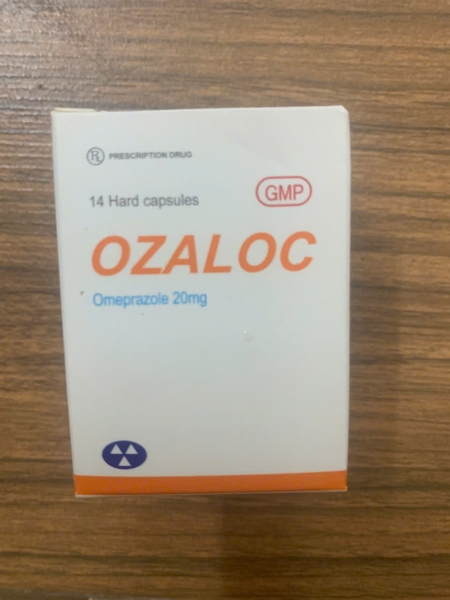 R PRESCRIPTION DRUG
14 Hard capsules
GMP
OZALOC
Omeprazole 20mg